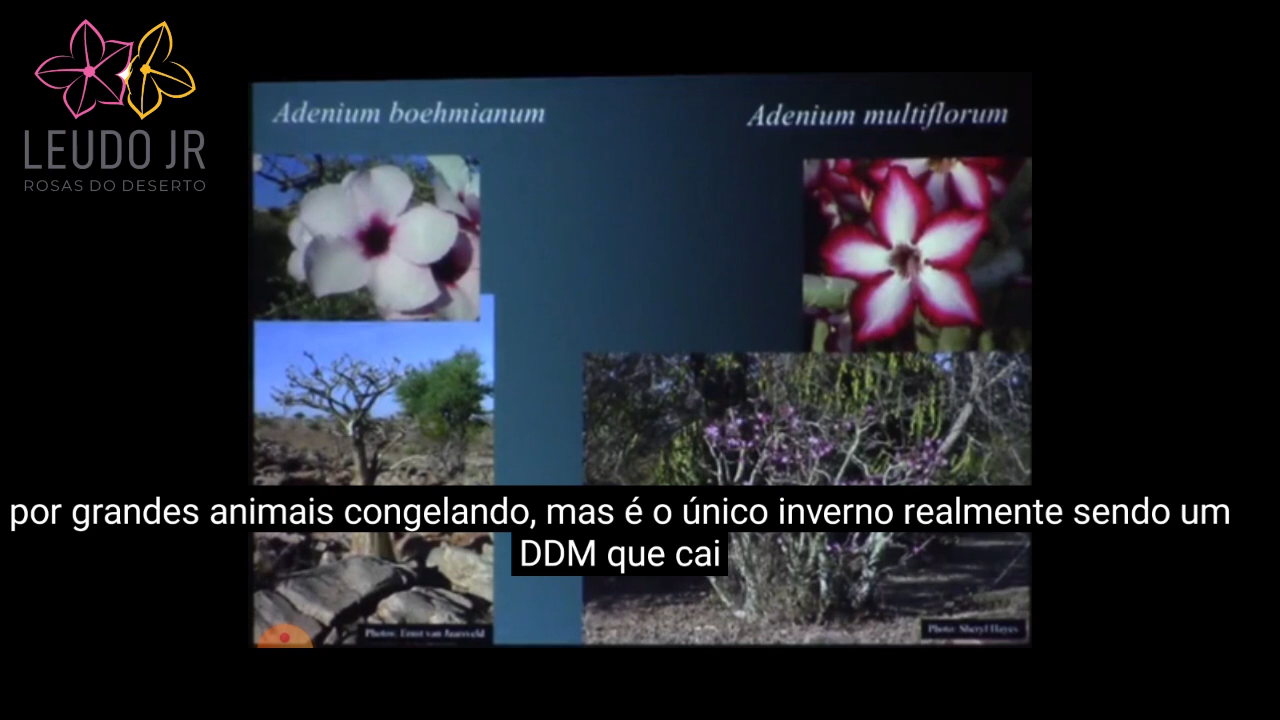 LEUDO JR
ROSAS DO DESERTO
Adenium boehmianum
Adenium multiflorum
por grandes animais congelando, mas é o único inverno realmente sendo um
DDM que cai
Photos: Ernst van Jaarsveld
Photo: Sheryl Hayes